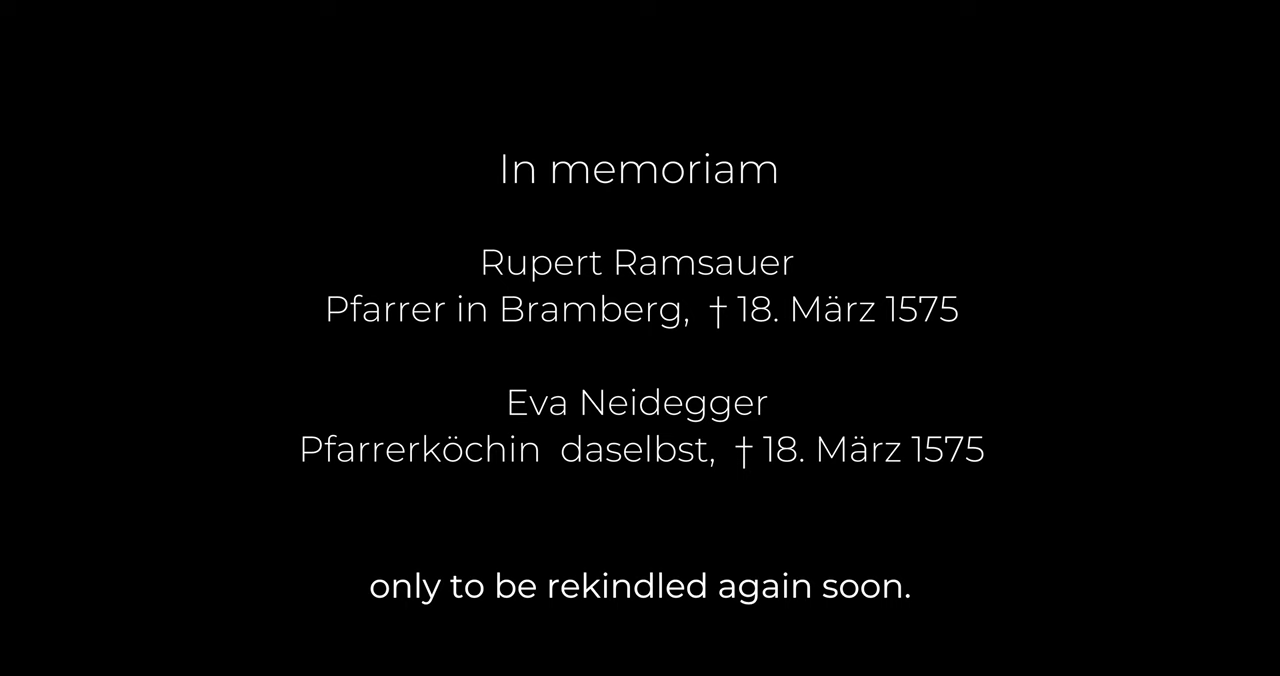 In memoriam
Rupert Ramsauer
Pfarrer in Bramberg, † 18. März 1575
Eva Neidegger
Pfarrerköchin daselbst, † 18. März 1575
only to be rekindled again soon.